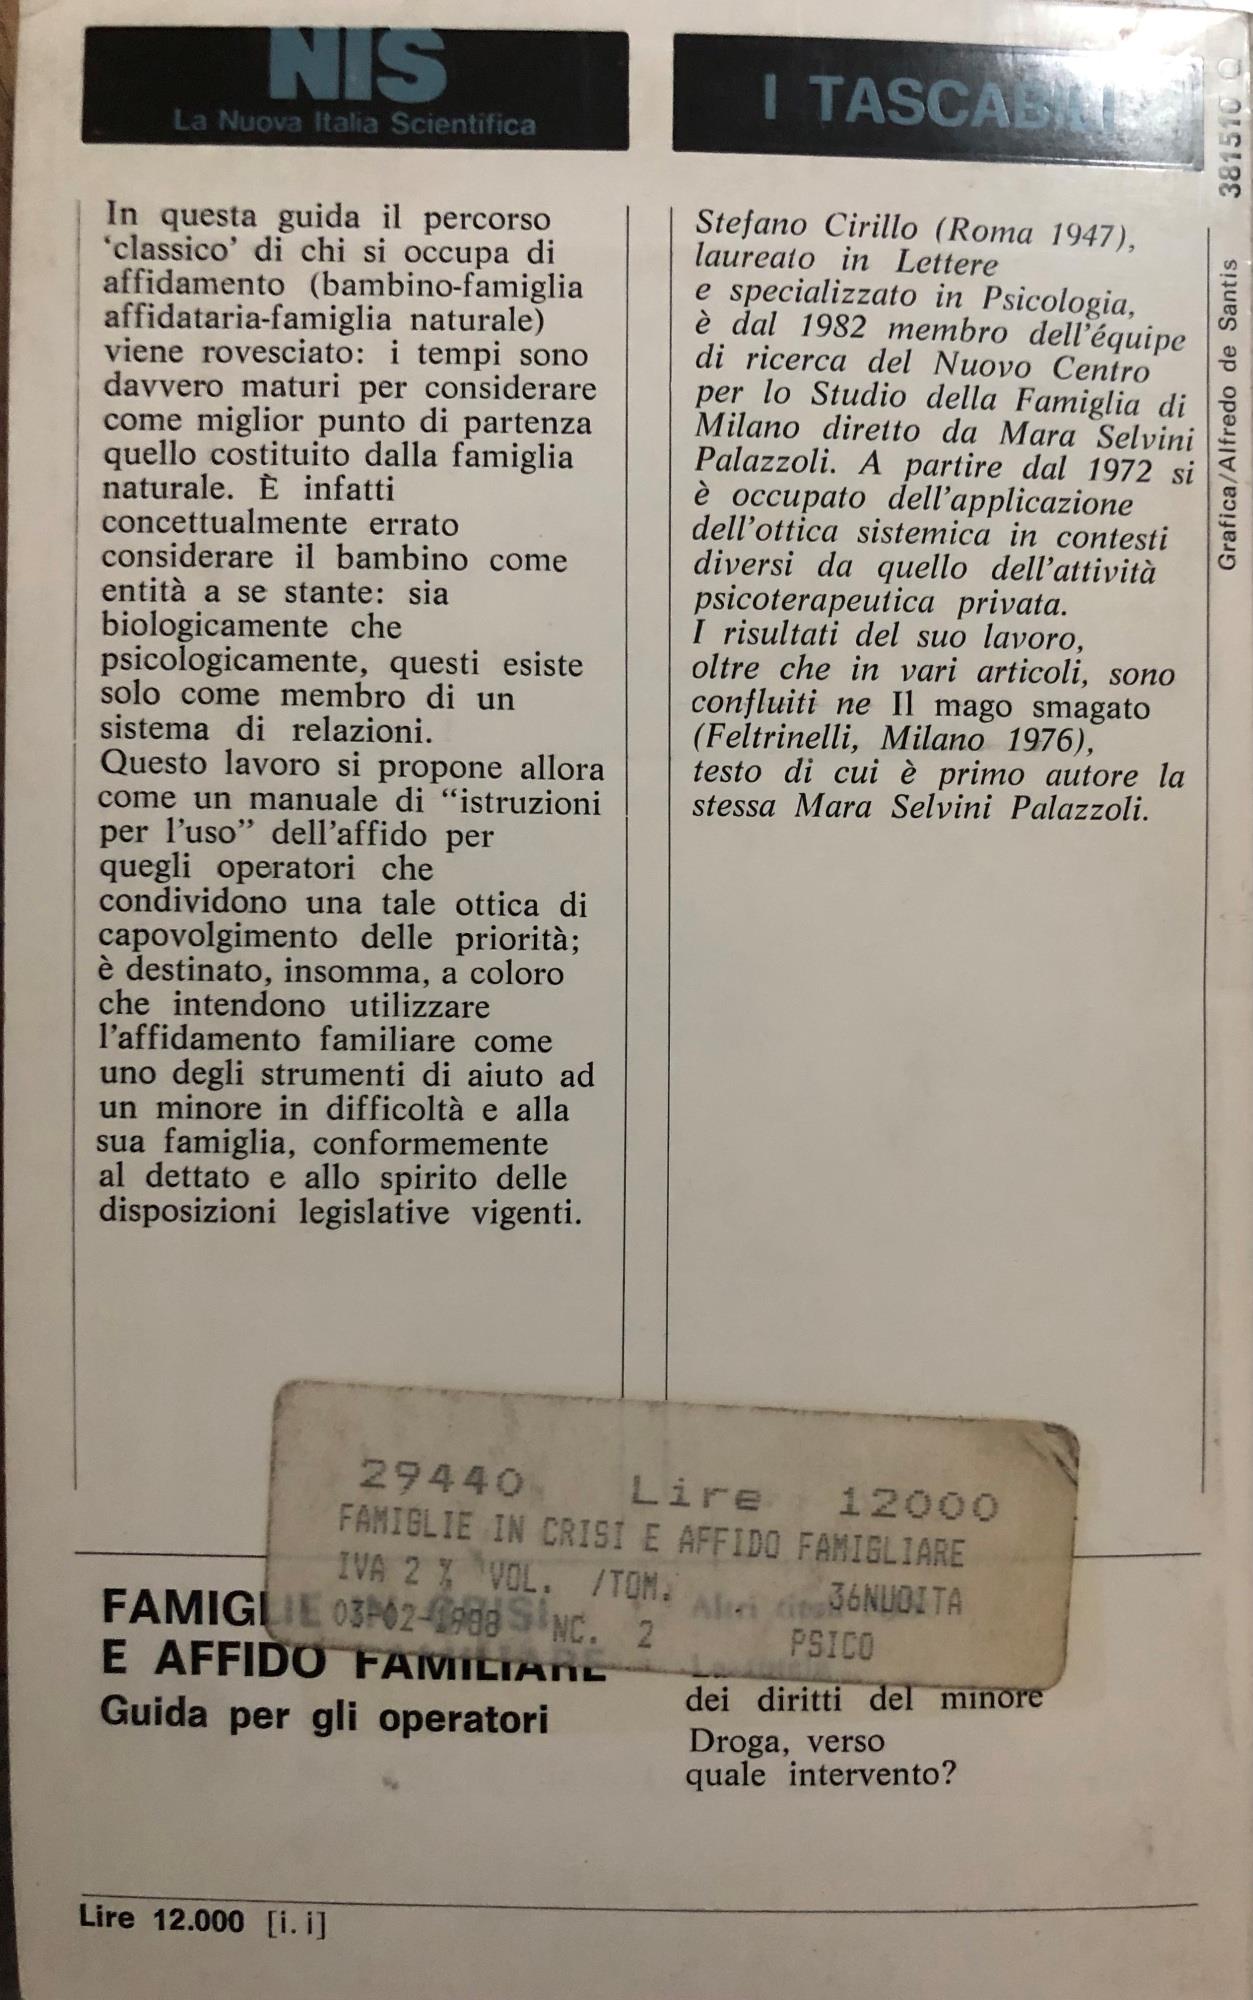 NIS
La Nuova Italia Scientifica
I TASCABILI
In questa guida il percorso
‘classico’ di chi si occupa di
affidamento (bambino-famiglia
affidataria-famiglia naturale)
viene rovesciato: i tempi sono
davvero maturi per considerare
come miglior punto di partenza
quello costituito dalla famiglia
naturale. È infatti
concettualmente errato
considerare il bambino come
entità a se stante: sia
biologicamente che
psicologicamente, questi esiste
solo come membro di un
sistema di relazioni.
Questo lavoro si propone allora
come un manuale di “istruzioni
per l’uso” dell’affido per
quegli operatori che
condividono una tale ottica di
capovolgimento delle priorità;
è destinato, insomma, a coloro
che intendono utilizzare
l’affidamento familiare come
uno degli strumenti di aiuto ad
un minore in difficoltà e alla
sua famiglia, conformemente
al dettato e allo spirito delle
disposizioni legislative vigenti.
Stefano Cirillo (Roma 1947),
laureato in Lettere
e specializzato in Psicologia,
è dal 1982 membro dell’équipe
di ricerca del Nuovo Centro
per lo Studio della Famiglia di
Milano diretto da Mara Selvini
Palazzoli. A partire dal 1972 si
è occupato dell’applicazione
dell’ottica sistemica in contesti
diversi da quello dell’attività
psicoterapeutica privata.
I risultati del suo lavoro,
oltre che in vari articoli, sono
confluiti ne Il mago smagato
(Feltrinelli, Milano 1976),
testo di cui è primo autore la
stessa Mara Selvini Palazzoli.
Grafica/Alfredo de Santis 381510 Q
29440 Lire 12000
FAMIGLIE IN CRISI E AFFIDO FAMIGLIARE
IVA 2 % VOL. /TOM. 36NUOITA
NC. 2 PSICO
FAMIGLIE IN CRISI
E AFFIDO FAMILIARE
Guida per gli operatori
Altri
dei diritti del minore
Droga, verso
quale intervento?
Lire 12.000 [i. i]